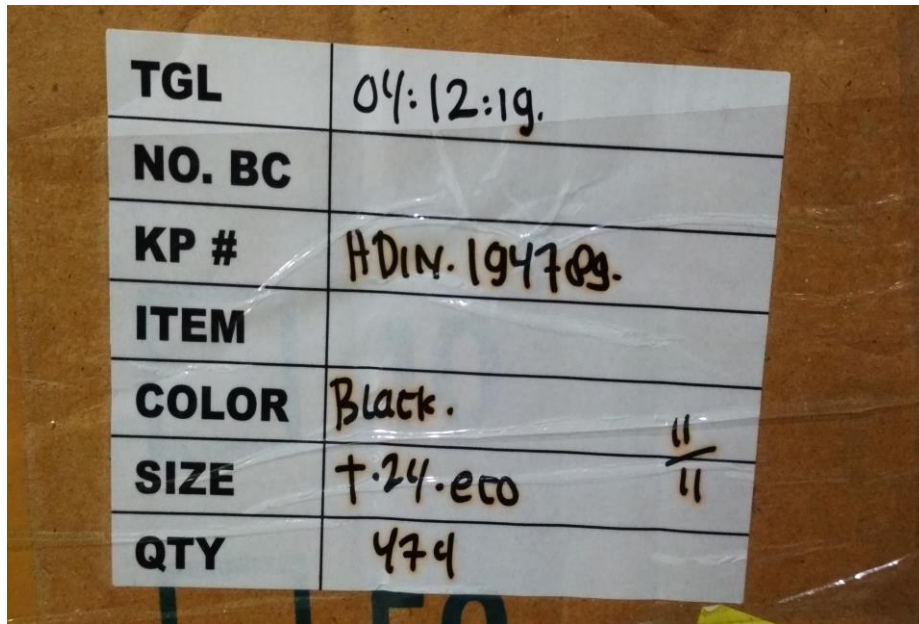 TGL 04:12:19.
NO. BC
KP # HDIN. 194789.
ITEM
COLOR Black.
SIZE t.24.eco 11/11
QTY 474